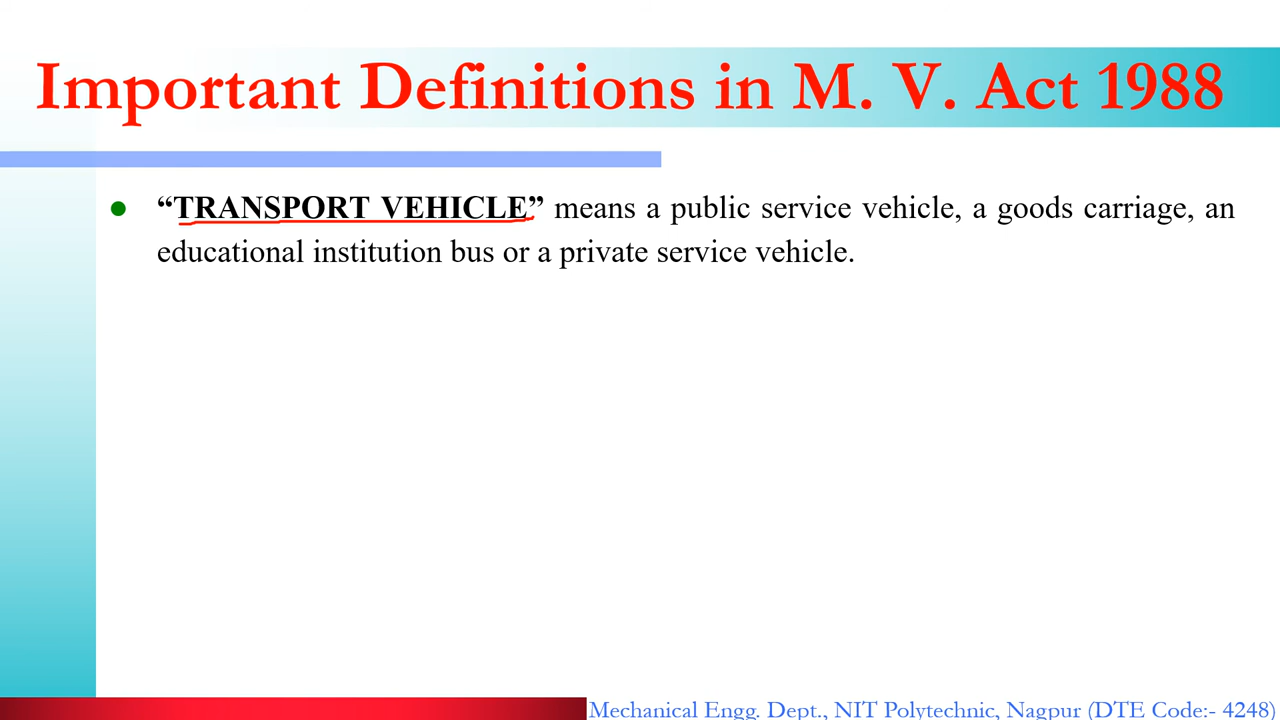 Important Definitions in M. V. Act 1988
“TRANSPORT VEHICLE” means a public service vehicle, a goods carriage, an
educational institution bus or a private service vehicle.
Mechanical Engg. Dept., NIT Polytechnic, Nagpur (DTE Code:- 4248)